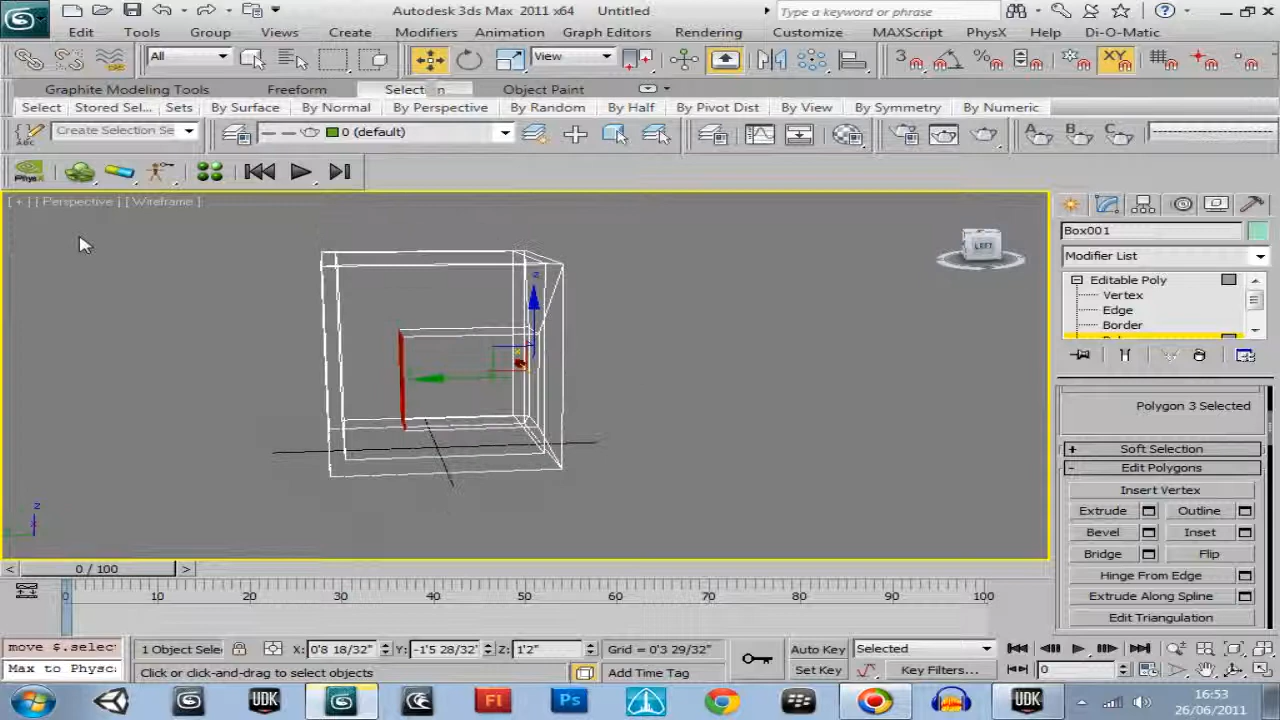 Autodesk 3ds Max 2011 x64 Untitled
Type a keyword or phrase
Edit Tools Group Views Create Modifiers Animation Graph Editors Rendering Customize MAXScript PhysX Help Di-O-Matic
All View 3 % XY
Graphite Modeling Tools Freeform Select n Object Paint
Select Stored Sel... Sets By Surface By Normal By Perspective By Random By Half By Pivot Dist By View By Symmetry By Numeric
ABC Create Selection Se 0 (default) A B C
PhysX
[ + ] [ Perspective ] [ Wireframe ]
LEFT
Box001
Modifier List
Editable Poly
Vertex
Edge
Border
Polygon 3 Selected
+ Soft Selection
- Edit Polygons
Insert Vertex
Extrude Outline
Bevel Inset
Bridge Flip
Hinge From Edge
Extrude Along Spline
Edit Triangulation
z
x
z
< 0 / 100 >
0 10 20 30 40 50 60 70 80 90 100
move $.selec 1 Object Sele X: 0'8 18/32" Y: -1'5 28/32" Z: 1'2" Grid = 0'3 29/32" Auto Key Selected
Max to Physc: Click or click-and-drag to select objects Add Time Tag Set Key Key Filters... 0
UDK Fl Ps UDK 16:53
26/06/2011